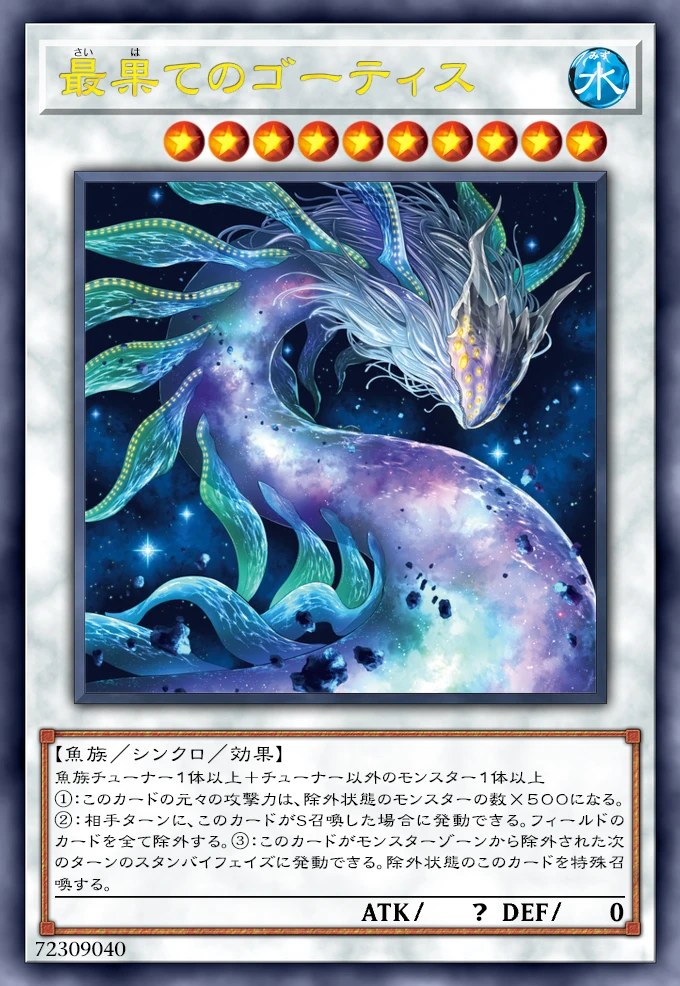 さい は
最果てのゴーティス
みず
水
【魚族／シンクロ／効果】
魚族チューナー１体以上＋チューナー以外のモンスター１体以上
①：このカードの元々の攻撃力は、除外状態のモンスターの数×５００になる。
②：相手ターンに、このカードがS召喚した場合に発動できる。フィールドの
カードを全て除外する。③：このカードがモンスターゾーンから除外された次
のターンのスタンバイフェイズに発動できる。除外状態のこのカードを特殊召
喚する。
ATK/ ? DEF/ 0
72309040